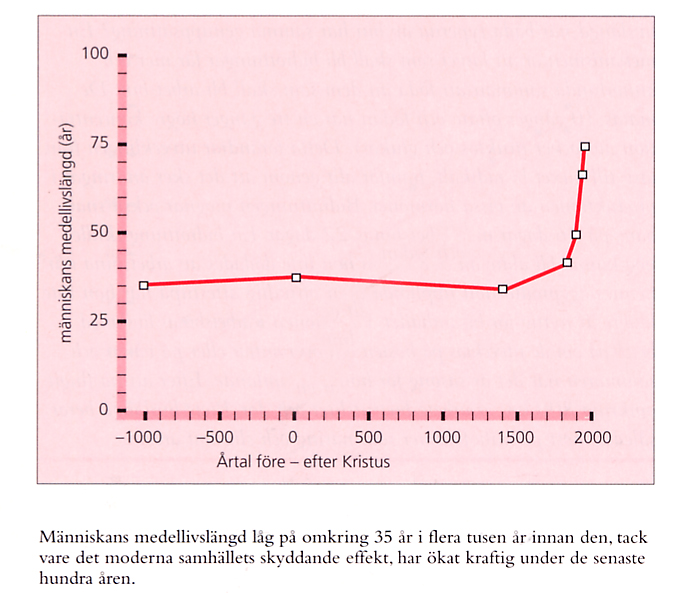 100
75
50
25
0
människans medellivslängd (år)
–1000 –500 0 500 1000 1500 2000
Årtal före – efter Kristus
Människans medellivslängd låg på omkring 35 år i flera tusen år innan den, tack
vare det moderna samhällets skyddande effekt, har ökat kraftig under de senaste
hundra åren.